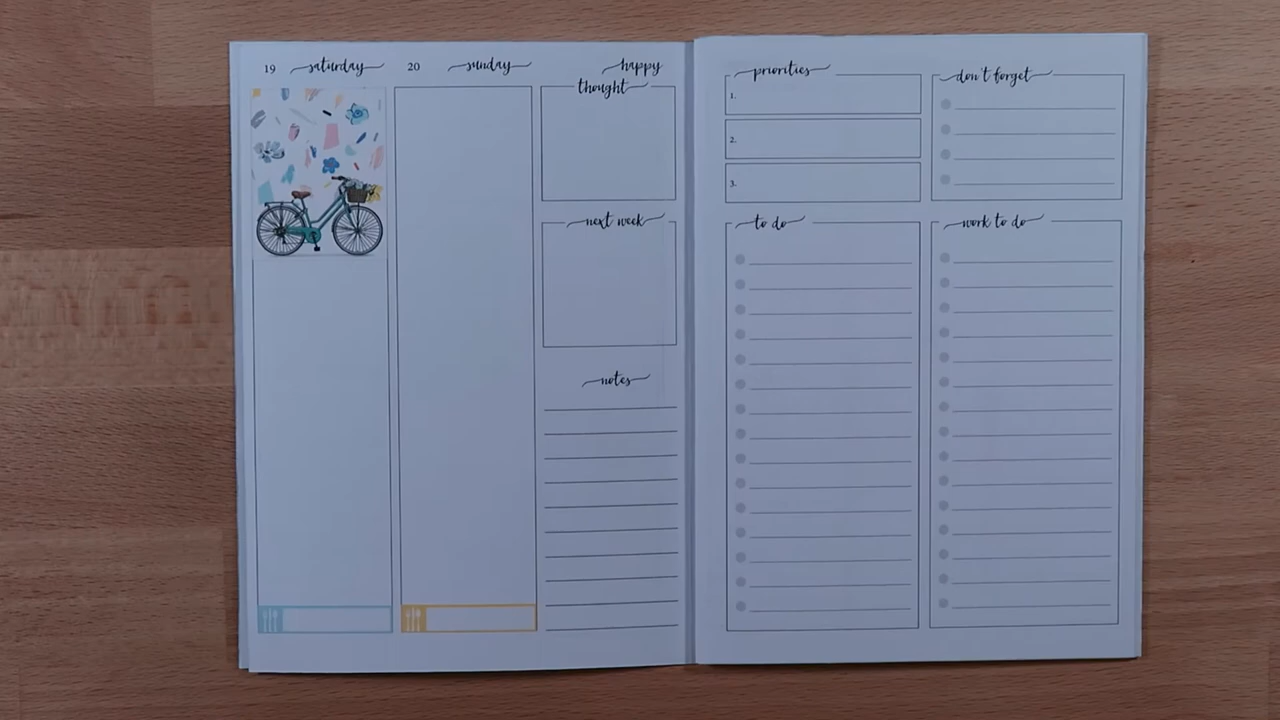 19 saturday
20 sunday
happy
thought
next week
notes
priorities
1.
2.
3.
don't forget
to do
work to do